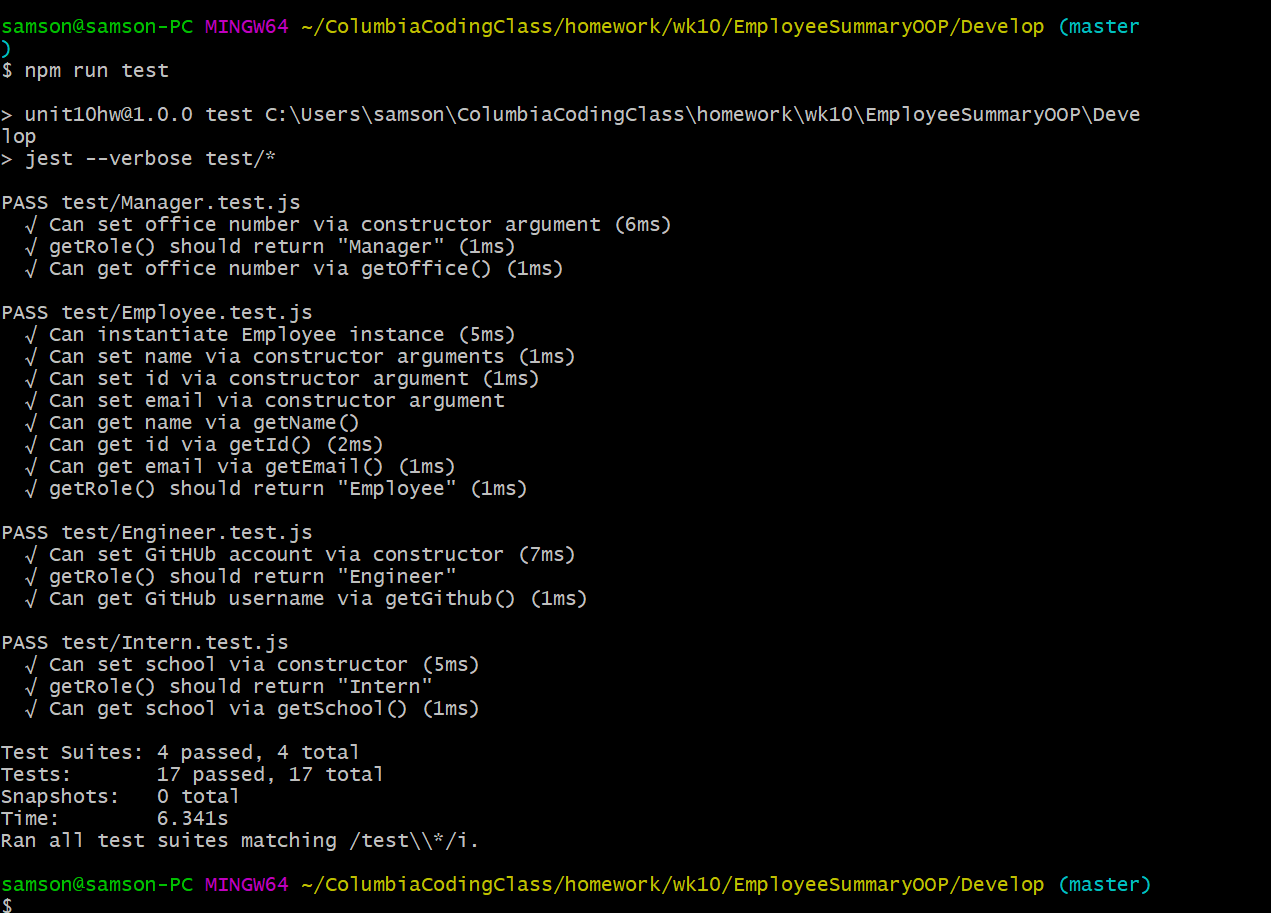 samson@samson-PC MINGW64 ~/ColumbiaCodingClass/homework/wk10/EmployeeSummaryOOP/Develop (master
)
$ npm run test
> unit10hw@1.0.0 test C:\Users\samson\ColumbiaCodingClass\homework\wk10\EmployeeSummaryOOP\Deve
lop
> jest --verbose test/*
PASS test/Manager.test.js
√ Can set office number via constructor argument (6ms)
√ getRole() should return "Manager" (1ms)
√ Can get office number via getOffice() (1ms)
PASS test/Employee.test.js
√ Can instantiate Employee instance (5ms)
√ Can set name via constructor arguments (1ms)
√ Can set id via constructor argument (1ms)
√ Can set email via constructor argument
√ Can get name via getName()
√ Can get id via getId() (2ms)
√ Can get email via getEmail() (1ms)
√ getRole() should return "Employee" (1ms)
PASS test/Engineer.test.js
√ Can set GitHUb account via constructor (7ms)
√ getRole() should return "Engineer"
√ Can get GitHub username via getGithub() (1ms)
PASS test/Intern.test.js
√ Can set school via constructor (5ms)
√ getRole() should return "Intern"
√ Can get school via getSchool() (1ms)
Test Suites: 4 passed, 4 total
Tests:       17 passed, 17 total
Snapshots:   0 total
Time:        6.341s
Ran all test suites matching /test\\*/i.
samson@samson-PC MINGW64 ~/ColumbiaCodingClass/homework/wk10/EmployeeSummaryOOP/Develop (master)
$